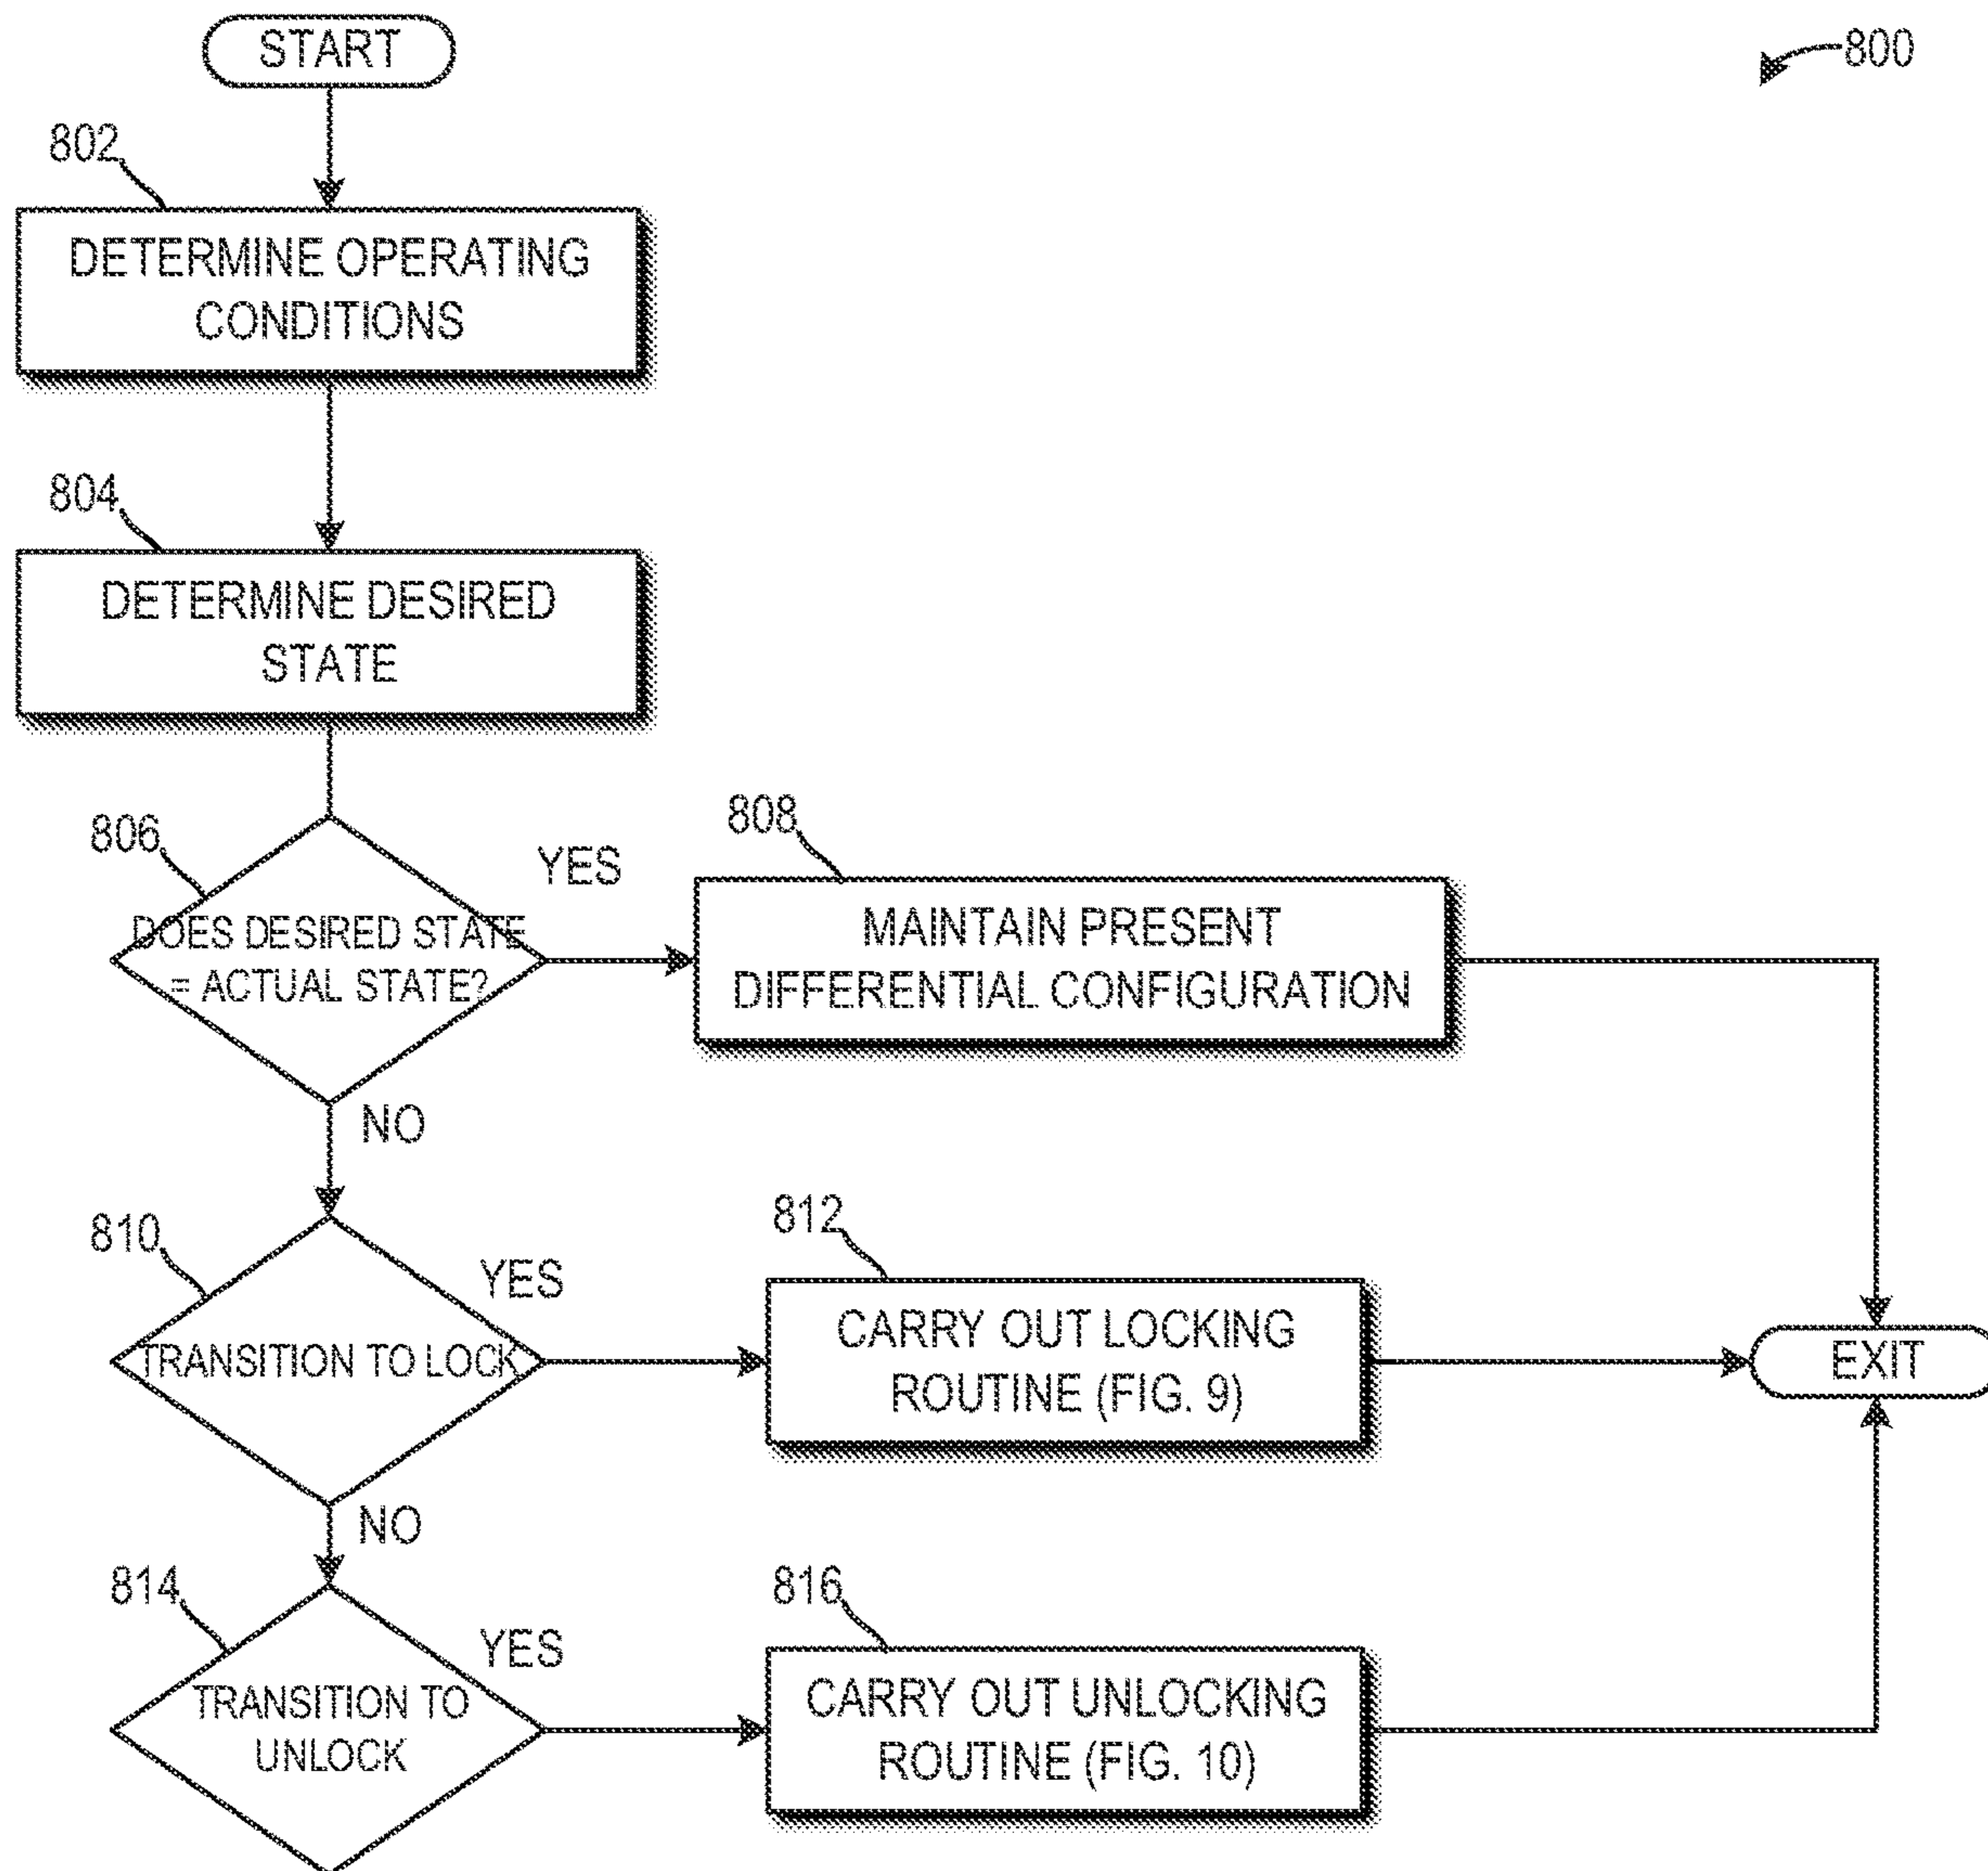 START
800
802
DETERMINE OPERATING
CONDITIONS
804
DETERMINE DESIRED
STATE
806
DOES DESIRED STATE
= ACTUAL STATE?
YES
808
MAINTAIN PRESENT
DIFFERENTIAL CONFIGURATION
NO
810
TRANSITION TO LOCK
YES
812
CARRY OUT LOCKING
ROUTINE (FIG. 9)
EXIT
NO
814
TRANSITION TO
UNLOCK
YES
816
CARRY OUT UNLOCKING
ROUTINE (FIG. 10)